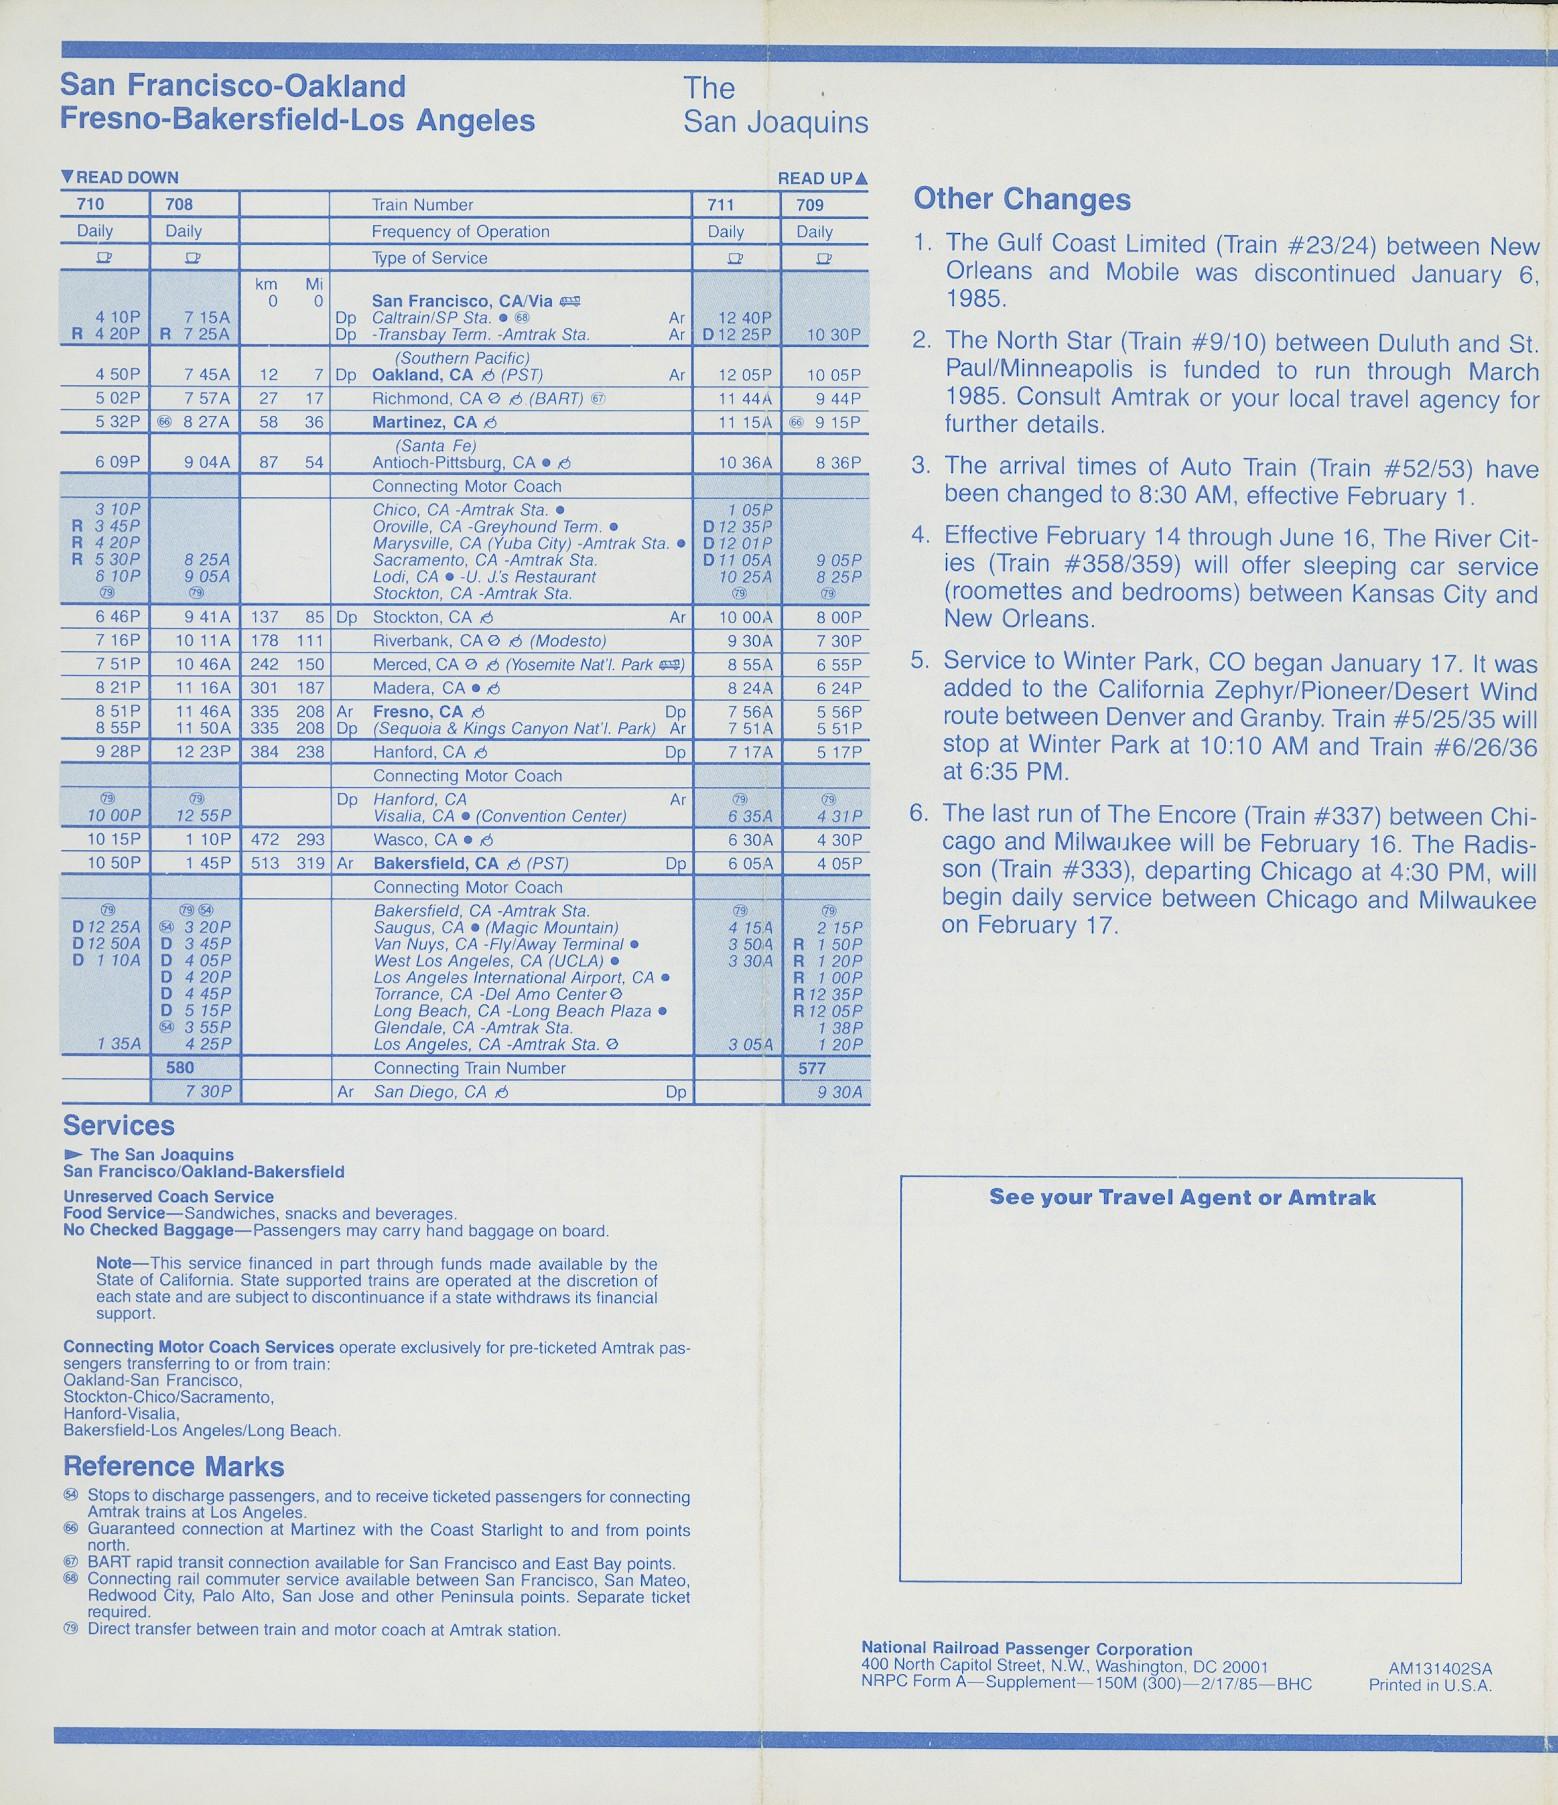 San Francisco-Oakland
Fresno-Bakersfield-Los Angeles
The
San Joaquins
▼READ DOWN READ UP▲
710 708 Train Number 711 709
Daily Daily Frequency of Operation Daily Daily
Type of Service
km Mi
0 0 San Francisco, CA/Via
4 10P 7 15A Dp Caltrain/SP Sta. ● 68 Ar 12 40P
R 4 20P R 7 25A Dp -Transbay Term. -Amtrak Sta. Ar D 12 25P 10 30P
(Southern Pacific)
4 50P 7 45A 12 7 Dp Oakland, CA (PST) Ar 12 05P 10 05P
5 02P 7 57A 27 17 Richmond, CA (BART) 67 11 44A 9 44P
5 32P 66 8 27A 58 36 Martinez, CA 11 15A 66 9 15P
(Santa Fe)
6 09P 9 04A 87 54 Antioch-Pittsburg, CA ● 10 36A 8 36P
Connecting Motor Coach
3 10P Chico, CA -Amtrak Sta. ● 1 05P
R 3 45P Oroville, CA -Greyhound Term. ● D 12 35P
R 4 20P Marysville, CA (Yuba City) -Amtrak Sta. ● D 12 01P
R 5 30P 8 25A Sacramento, CA -Amtrak Sta. D 11 05A 9 05P
6 10P 9 05A Lodi, CA ● -U. J.'s Restaurant 10 25A 8 25P
79 79 Stockton, CA -Amtrak Sta. 79 79
6 46P 9 41A 137 85 Dp Stockton, CA Ar 10 00A 8 00P
7 16P 10 11A 178 111 Riverbank, CA (Modesto) 9 30A 7 30P
7 51P 10 46A 242 150 Merced, CA (Yosemite Nat'l. Park ) 8 55A 6 55P
8 21P 11 16A 301 187 Madera, CA ● 8 24A 6 24P
8 51P 11 46A 335 208 Ar Fresno, CA Dp 7 56A 5 56P
8 55P 11 50A 335 208 Dp (Sequoia & Kings Canyon Nat'l. Park) Ar 7 51A 5 51P
9 28P 12 23P 384 238 Hanford, CA Dp 7 17A 5 17P
Connecting Motor Coach
79 79 Dp Hanford, CA Ar 79 79
10 00P 12 55P Visalia, CA ● (Convention Center) 6 35A 4 31P
10 15P 1 10P 472 293 Wasco, CA ● 6 30A 4 30P
10 50P 1 45P 513 319 Ar Bakersfield, CA (PST) Dp 6 05A 4 05P
Connecting Motor Coach
79 79 54 Bakersfield, CA -Amtrak Sta. 79 79
D 12 25A 54 3 20P Saugus, CA ● (Magic Mountain) 4 15A 2 15P
D 12 50A D 3 45P Van Nuys, CA -Fly/Away Terminal ● 3 50A R 1 50P
D 1 10A D 4 05P West Los Angeles, CA (UCLA) ● 3 30A R 1 20P
D 4 20P Los Angeles International Airport, CA ● R 1 00P
D 4 45P Torrance, CA -Del Amo Center R 12 35P
D 5 15P Long Beach, CA -Long Beach Plaza ● R 12 05P
54 3 55P Glendale, CA -Amtrak Sta. 1 38P
1 35A 4 25P Los Angeles, CA -Amtrak Sta. 3 05A 1 20P
580 Connecting Train Number 577
7 30P Ar San Diego, CA Dp 9 30A
Services
► The San Joaquins
San Francisco/Oakland-Bakersfield
Unreserved Coach Service
Food Service—Sandwiches, snacks and beverages.
No Checked Baggage—Passengers may carry hand baggage on board.
Note—This service financed in part through funds made available by the
State of California. State supported trains are operated at the discretion of
each state and are subject to discontinuance if a state withdraws its financial
support.
Connecting Motor Coach Services operate exclusively for pre-ticketed Amtrak pas-
sengers transferring to or from train:
Oakland-San Francisco,
Stockton-Chico/Sacramento,
Hanford-Visalia,
Bakersfield-Los Angeles/Long Beach.
Reference Marks
54 Stops to discharge passengers, and to receive ticketed passengers for connecting
Amtrak trains at Los Angeles.
66 Guaranteed connection at Martinez with the Coast Starlight to and from points
north.
67 BART rapid transit connection available for San Francisco and East Bay points.
68 Connecting rail commuter service available between San Francisco, San Mateo,
Redwood City, Palo Alto, San Jose and other Peninsula points. Separate ticket
required.
79 Direct transfer between train and motor coach at Amtrak station.
Other Changes
1. The Gulf Coast Limited (Train #23/24) between New
Orleans and Mobile was discontinued January 6,
1985.
2. The North Star (Train #9/10) between Duluth and St.
Paul/Minneapolis is funded to run through March
1985. Consult Amtrak or your local travel agency for
further details.
3. The arrival times of Auto Train (Train #52/53) have
been changed to 8:30 AM, effective February 1.
4. Effective February 14 through June 16, The River Cit-
ies (Train #358/359) will offer sleeping car service
(roomettes and bedrooms) between Kansas City and
New Orleans.
5. Service to Winter Park, CO began January 17. It was
added to the California Zephyr/Pioneer/Desert Wind
route between Denver and Granby. Train #5/25/35 will
stop at Winter Park at 10:10 AM and Train #6/26/36
at 6:35 PM.
6. The last run of The Encore (Train #337) between Chi-
cago and Milwaukee will be February 16. The Radis-
son (Train #333), departing Chicago at 4:30 PM, will
begin daily service between Chicago and Milwaukee
on February 17.
See your Travel Agent or Amtrak
National Railroad Passenger Corporation
400 North Capitol Street, N.W., Washington, DC 20001 AM131402SA
NRPC Form A—Supplement—150M (300)—2/17/85—BHC Printed in U.S.A.